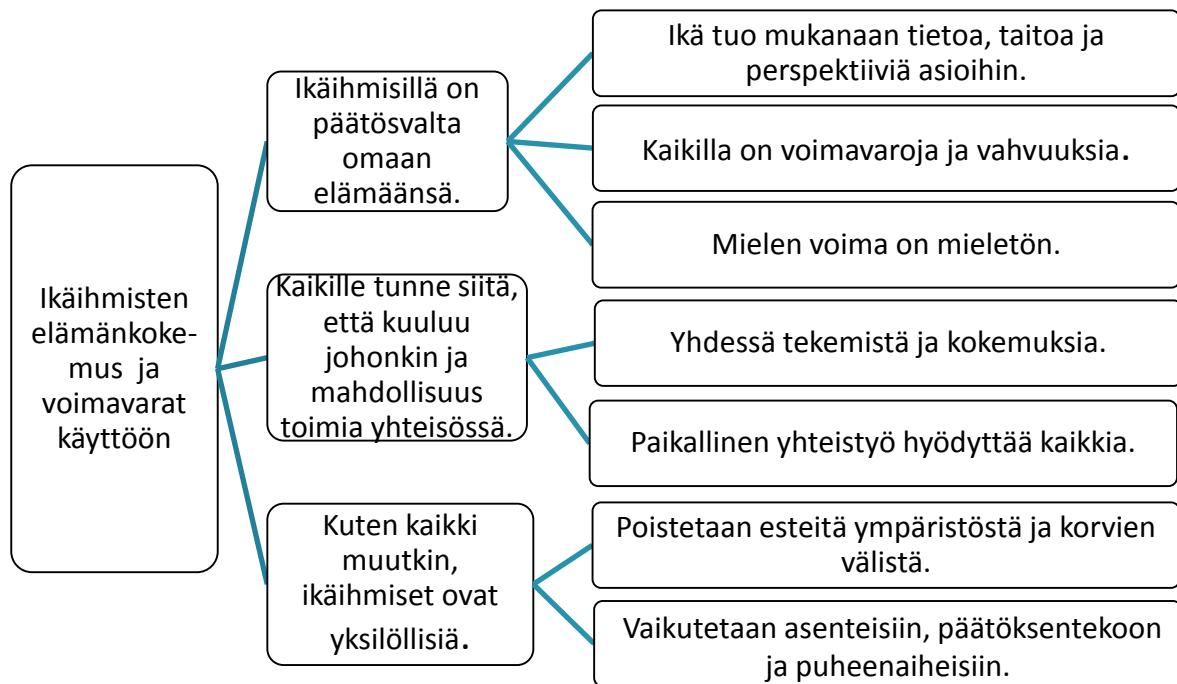 Ikäihmisten
elämänkoke-
mus ja
voimavarat
käyttöön
Ikäihmisillä on
päätösvalta
omaan
elämäänsä.
Ikä tuo mukanaan tietoa, taitoa ja
perspektiiviä asioihin.
Kaikilla on voimavaroja ja vahvuuksia.
Mielen voima on mieletön.
Kaikille tunne siitä,
että kuuluu
johonkin ja
mahdollisuus
toimia yhteisössä.
Yhdessä tekemistä ja kokemuksia.
Paikallinen yhteistyö hyödyttää kaikkia.
Kuten kaikki
muutkin,
ikäihmiset ovat
yksilöllisiä.
Poistetaan esteitä ympäristöstä ja korvien
välistä.
Vaikutetaan asenteisiin, päätöksentekoon
ja puheenaiheisiin.